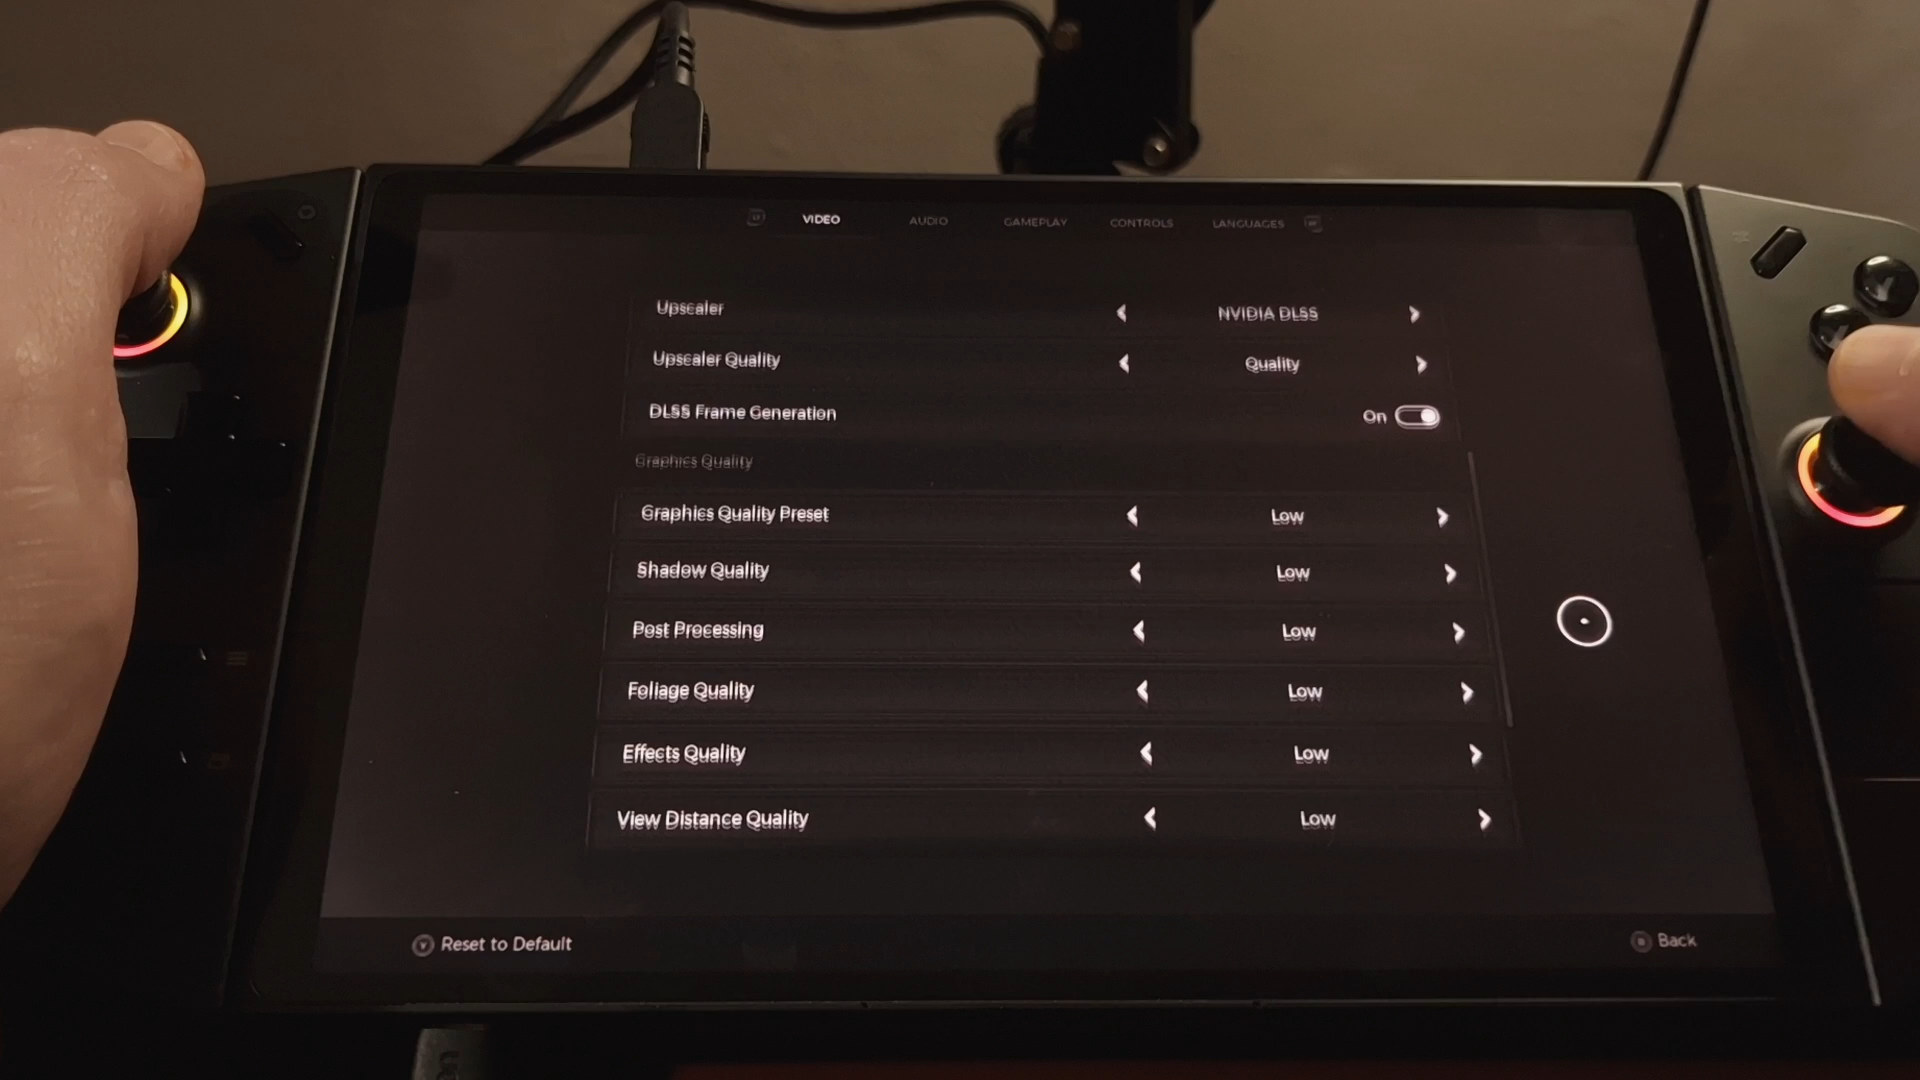 VIDEO AUDIO GAMEPLAY CONTROLS LANGUAGES
Upscaler NVIDIA DLSS
Upscaler Quality Quality
DLSS Frame Generation On
Graphics Quality
Graphics Quality Preset Low
Shadow Quality Low
Post Processing Low
Foliage Quality Low
Effects Quality Low
View Distance Quality Low
Y Reset to Default
B Back